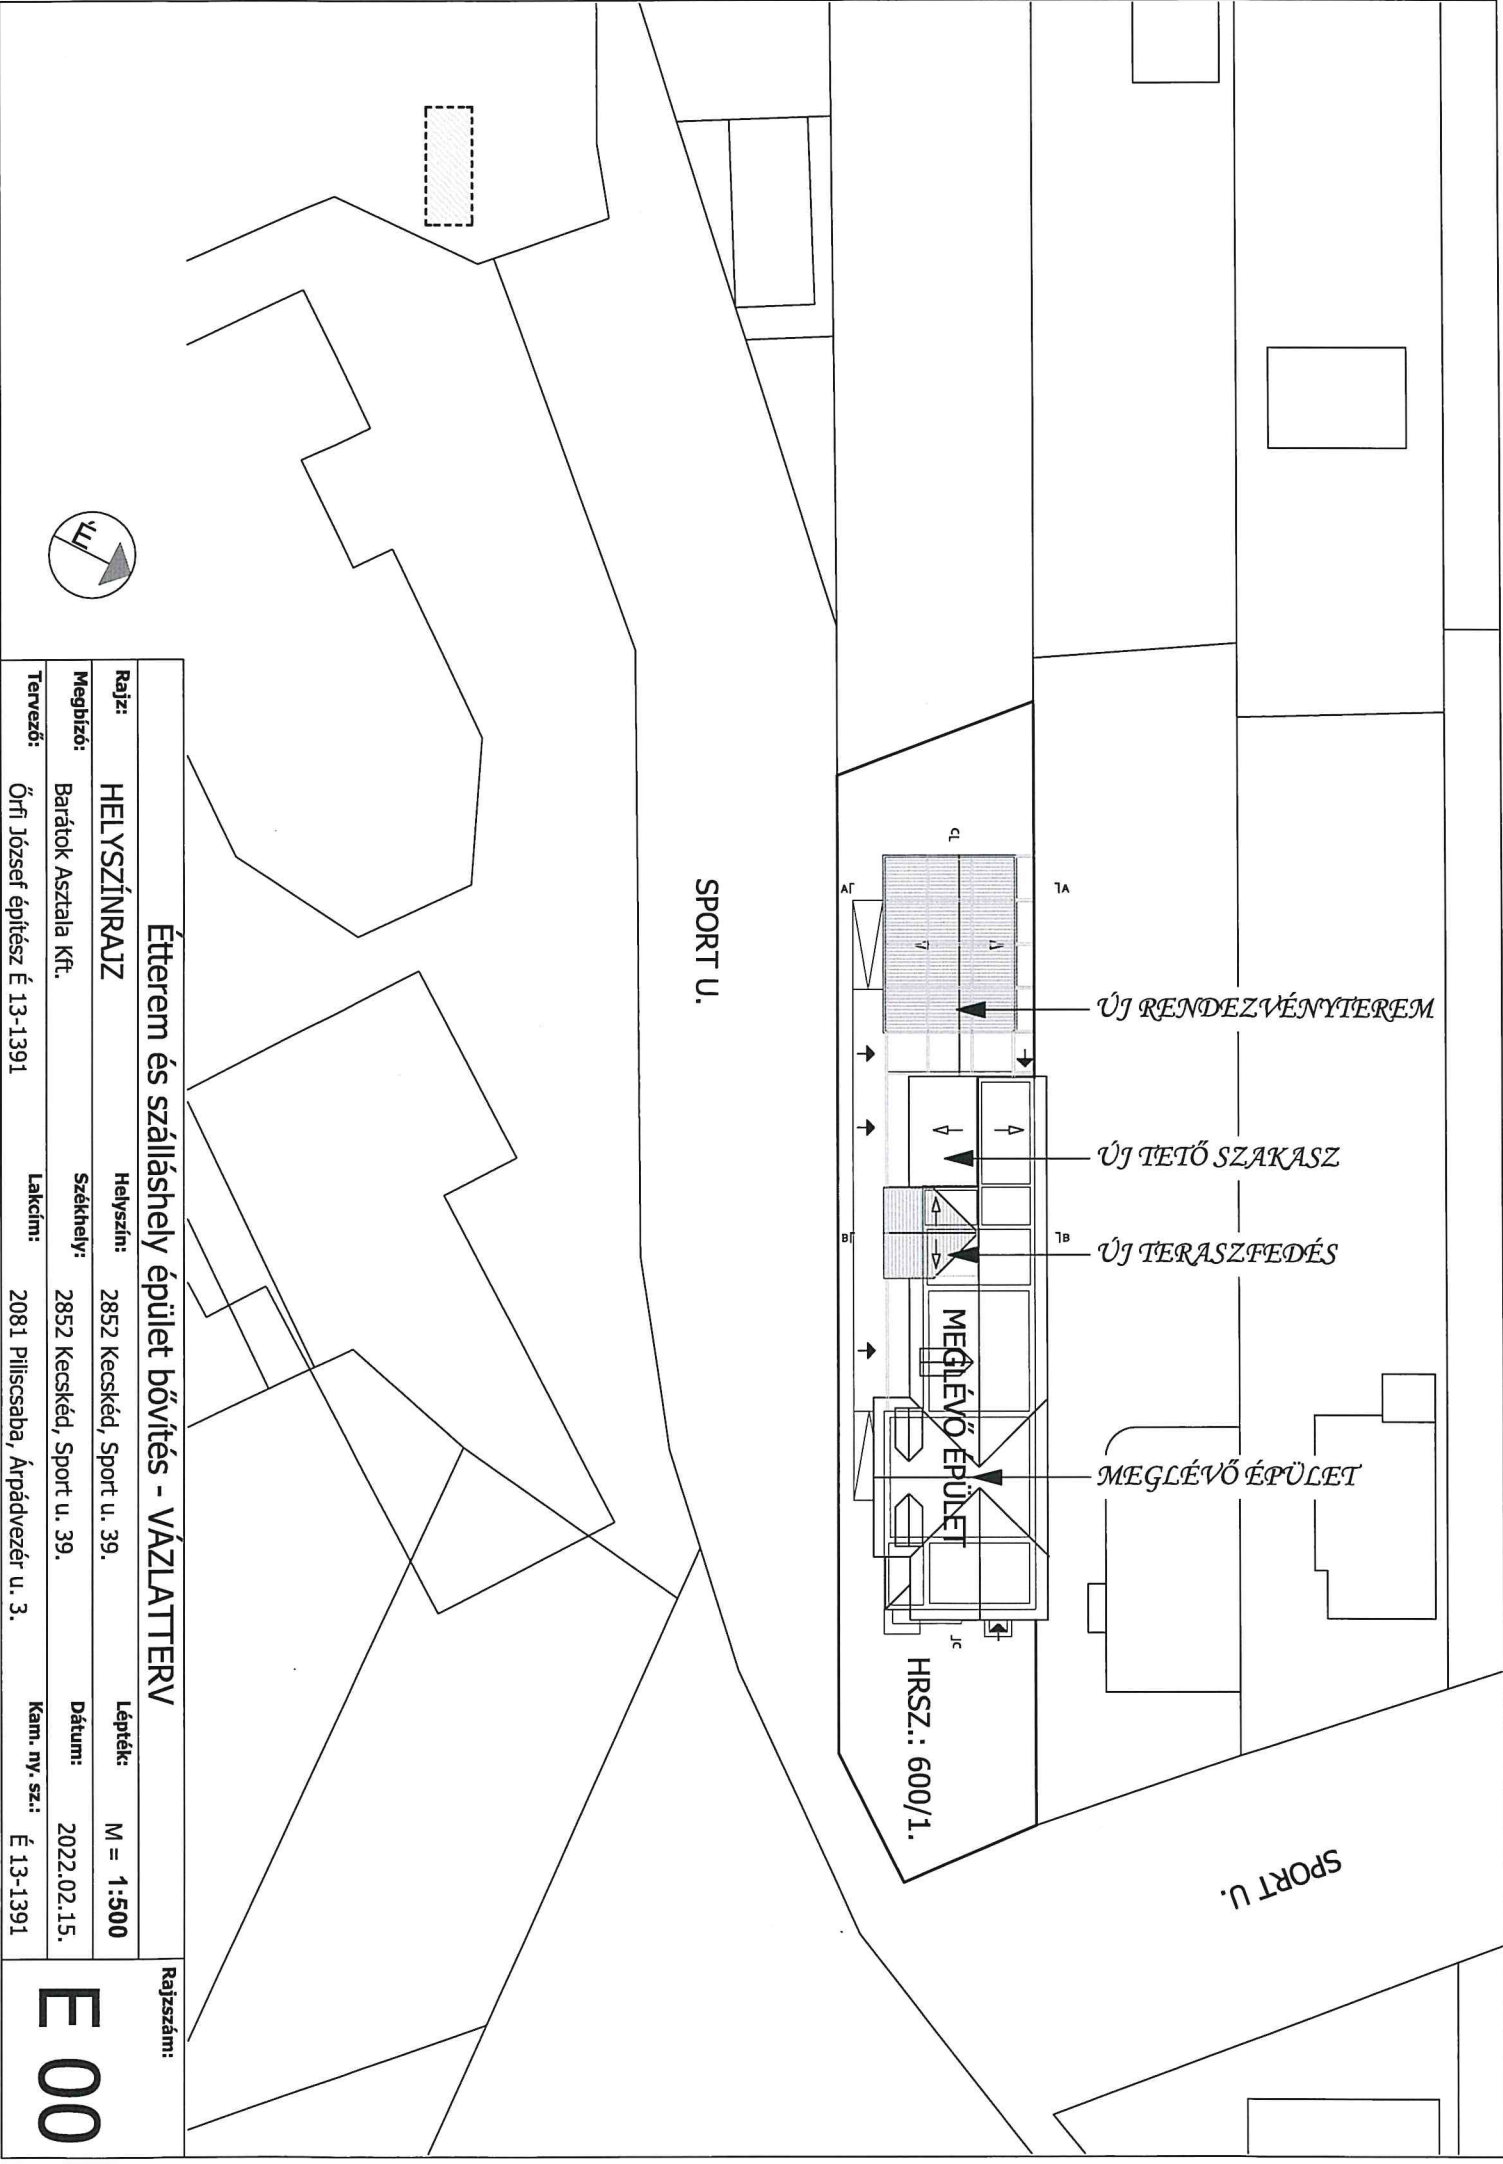 ÚJ RENDEZVÉNYTEREM
ÚJ TETŐ SZAKASZ
ÚJ TERASZFEDÉS
MEGLÉVŐ ÉPÜLET
A
A
B
B
C
C
MEGLÉVŐ ÉPÜLET
HRSZ.: 600/1.
SPORT U.
SPORT U.
É
Étterem és szálláshely épület bővítés - VÁZLATTERV
Rajz: HELYSZÍNRAJZ Helyszín: 2852 Kecskéd, Sport u. 39. Lépték: M = 1:500
Megbízó: Barátok Asztala Kft. Székhely: 2852 Kecskéd, Sport u. 39. Dátum: 2022.02.15.
Tervező: Őrfi József építész É 13-1391 Lakcím: 2081 Piliscsaba, Árpádvezér u. 3. Kam. ny. sz.: É 13-1391
Rajzszám:
E 00